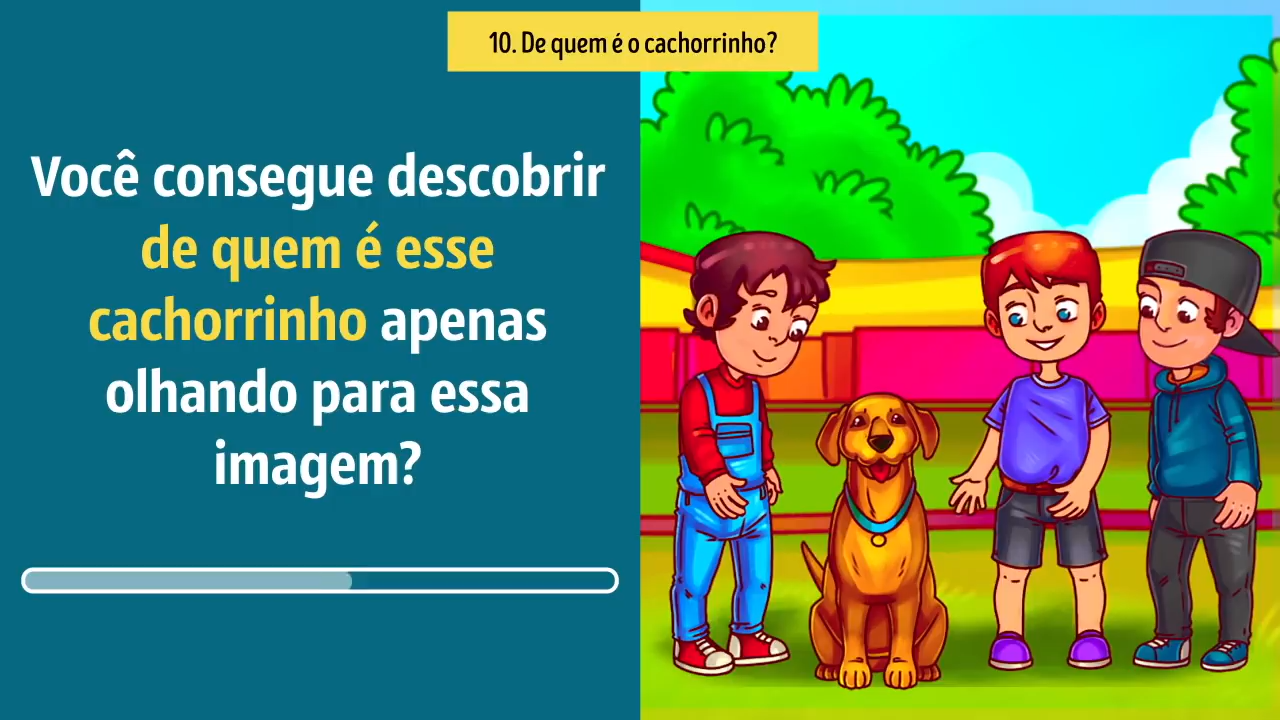 10. De quem é o cachorrinho?
Você consegue descobrir
de quem é esse
cachorrinho apenas
olhando para essa
imagem?